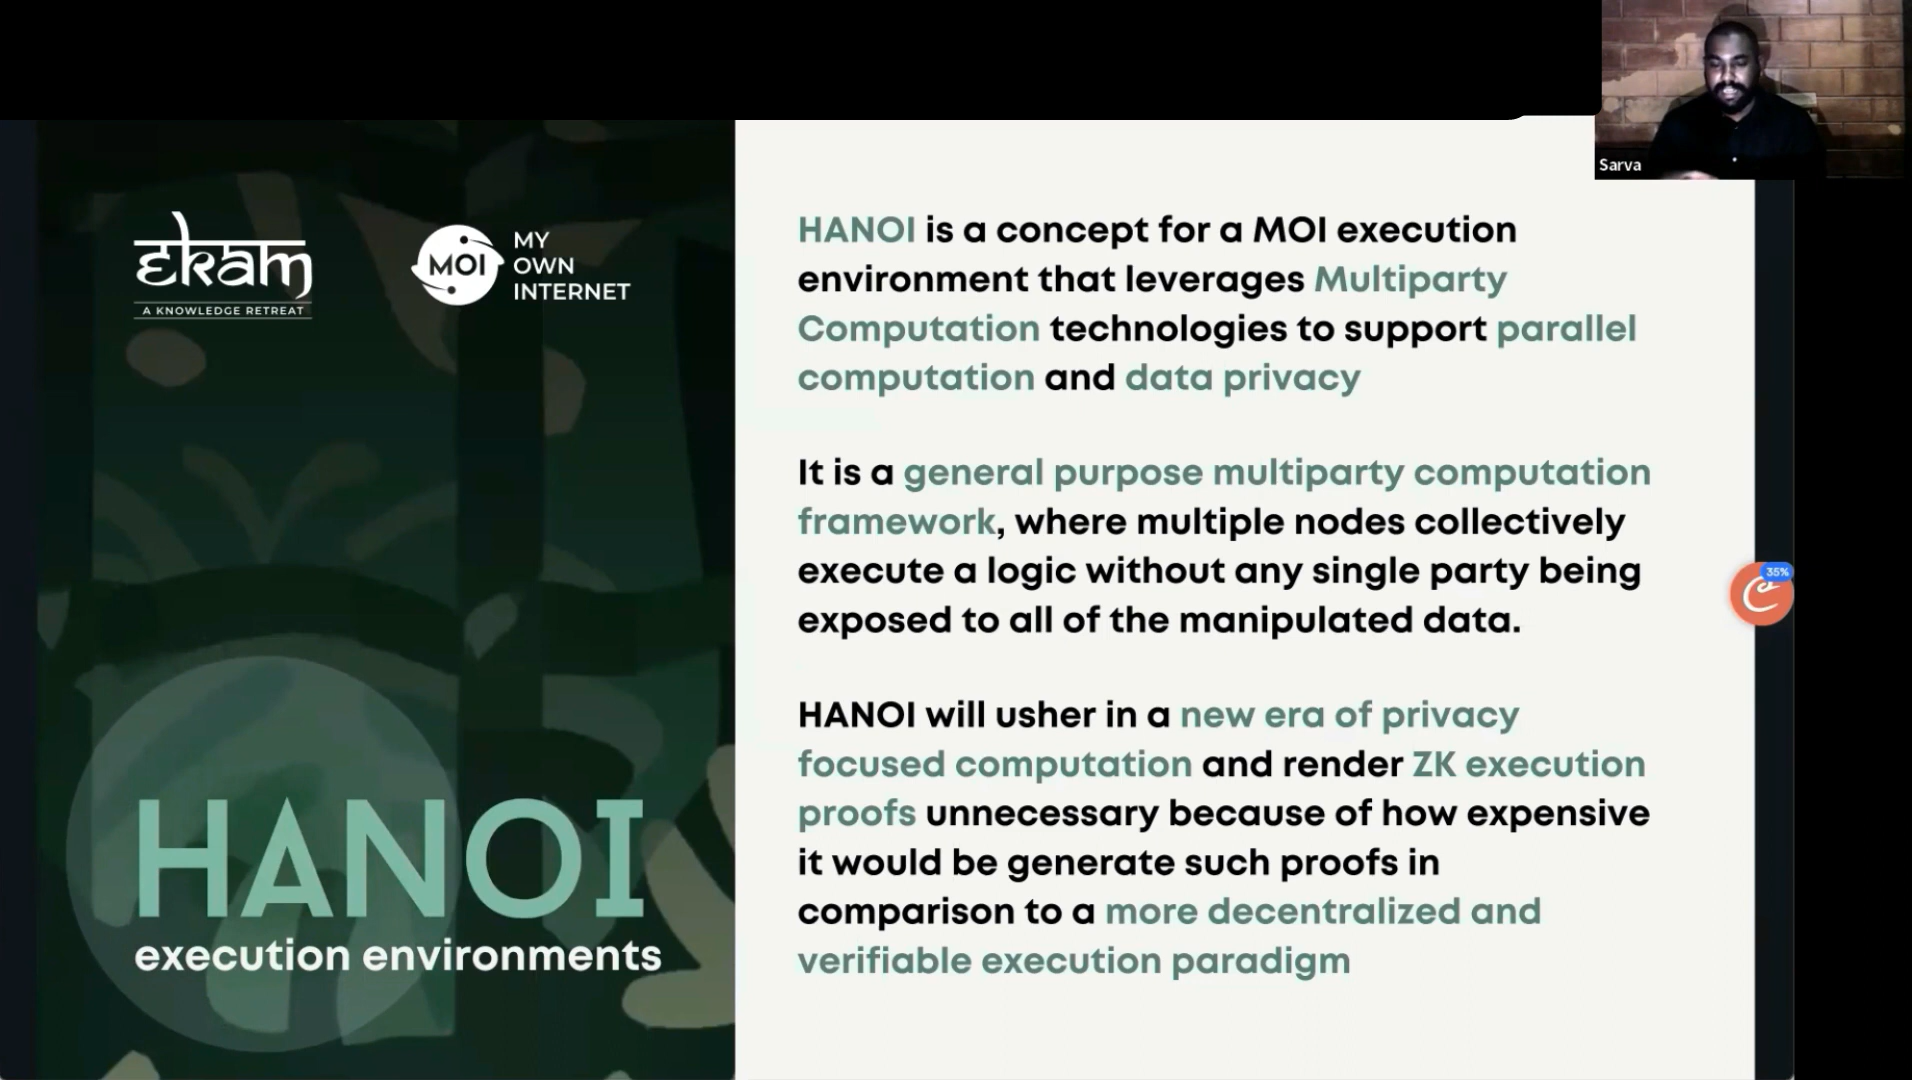 Sarva
ekam
A KNOWLEDGE RETREAT
MOI
MY
OWN
INTERNET
HANOI
execution environments
HANOI is a concept for a MOI execution
environment that leverages Multiparty
Computation technologies to support parallel
computation and data privacy
It is a general purpose multiparty computation
framework, where multiple nodes collectively
execute a logic without any single party being
exposed to all of the manipulated data.
HANOI will usher in a new era of privacy
focused computation and render ZK execution
proofs unnecessary because of how expensive
it would be generate such proofs in
comparison to a more decentralized and
verifiable execution paradigm
35%